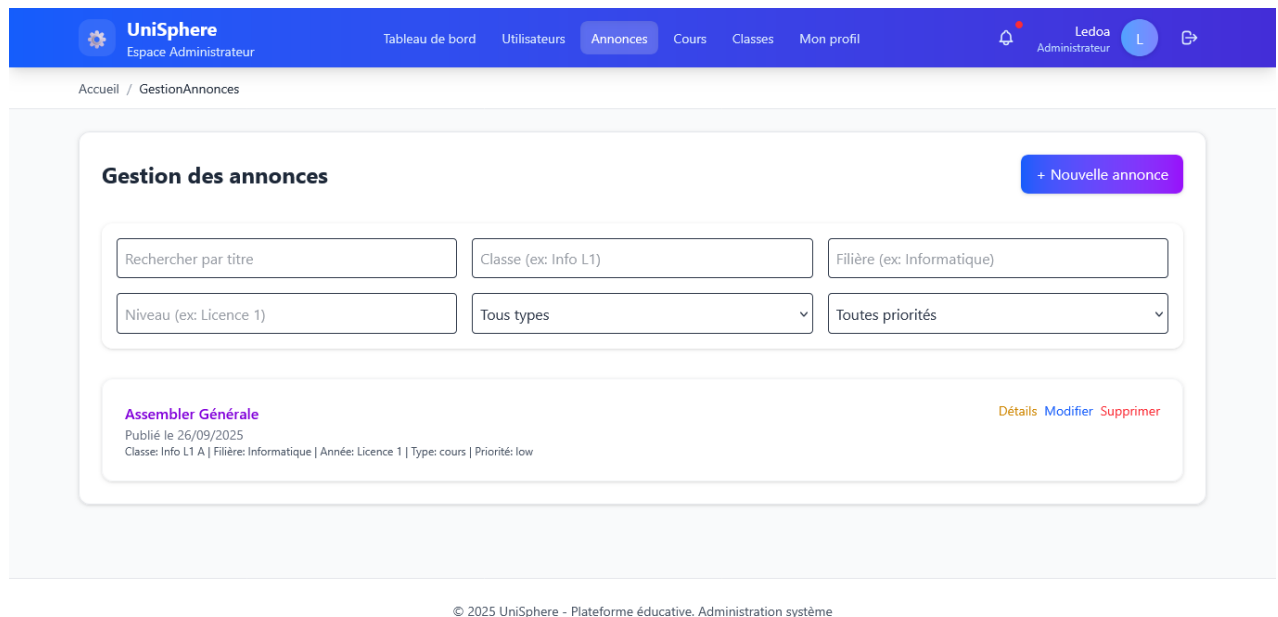 UniSphere
Espace Administrateur
Tableau de bord
Utilisateurs
Annonces
Cours
Classes
Mon profil
Ledoa
Administrateur
L
Accueil / GestionAnnonces
Gestion des annonces
+ Nouvelle annonce
Rechercher par titre
Classe (ex: Info L1)
Filière (ex: Informatique)
Niveau (ex: Licence 1)
Tous types
Toutes priorités
Assembler Générale
Détails Modifier Supprimer
Publié le 26/09/2025
Classe: Info L1 A | Filière: Informatique | Année: Licence 1 | Type: cours | Priorité: low
© 2025 UniSphere - Plateforme éducative. Administration système